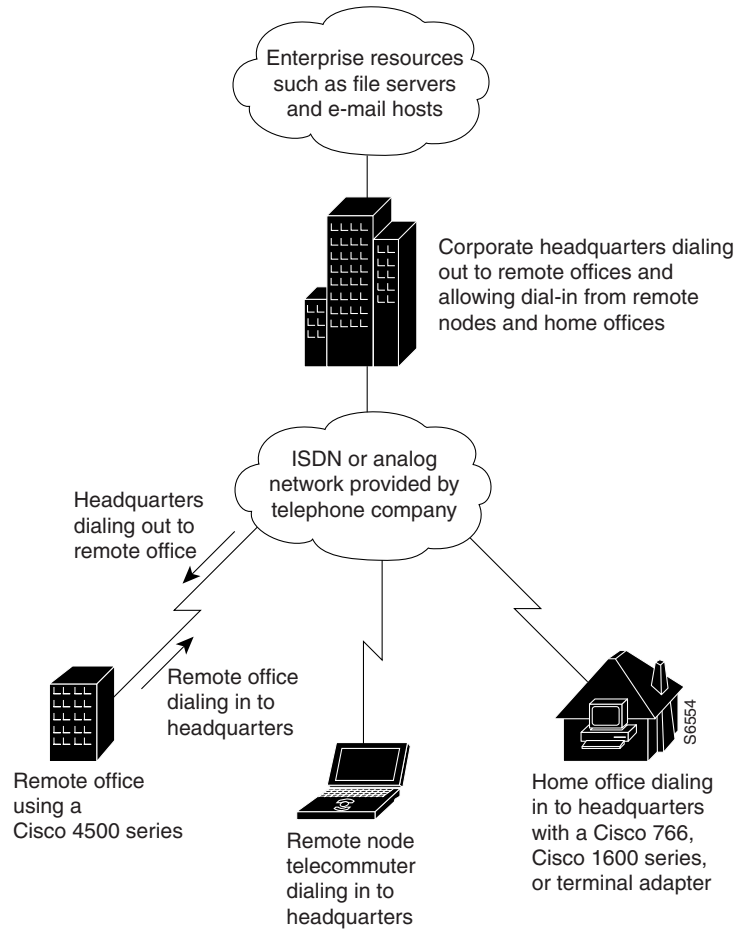 Enterprise resources
such as file servers
and e-mail hosts
Corporate headquarters dialing
out to remote offices and
allowing dial-in from remote
nodes and home offices
ISDN or analog
network provided by
telephone company
Headquarters
dialing out to
remote office
Remote office
dialing in to
headquarters
S6554
Remote office
using a
Cisco 4500 series
Remote node
telecommuter
dialing in to
headquarters
Home office dialing
in to headquarters
with a Cisco 766,
Cisco 1600 series,
or terminal adapter